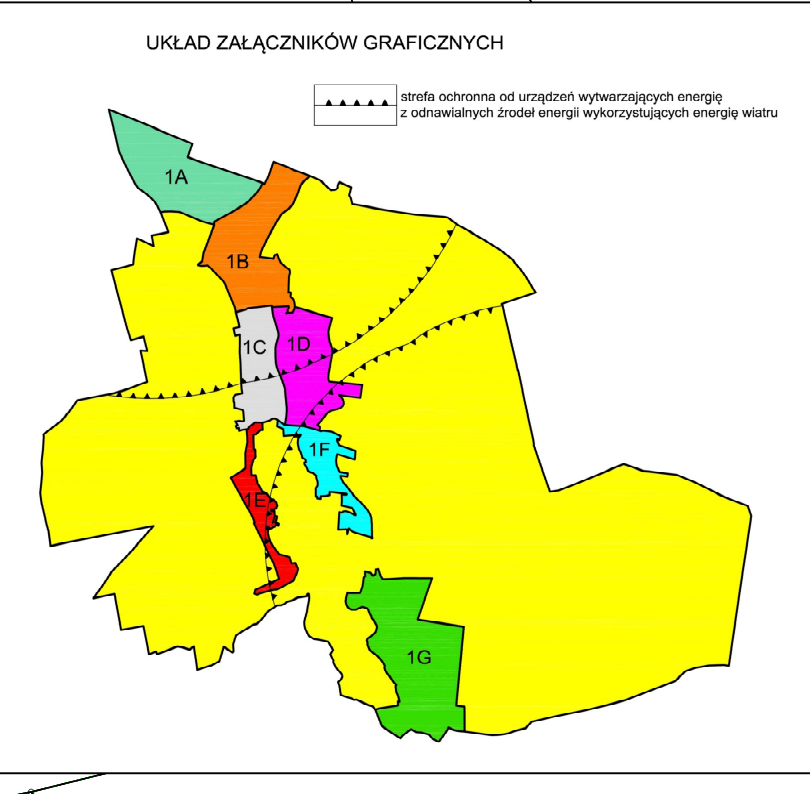 UKŁAD ZAŁĄCZNIKÓW GRAFICZNYCH
strefa ochronna od urządzeń wytwarzających energię
z odnawialnych źrodeł energii wykorzystujących energię wiatru
1A
1B
1C
1D
1F
1E
1G